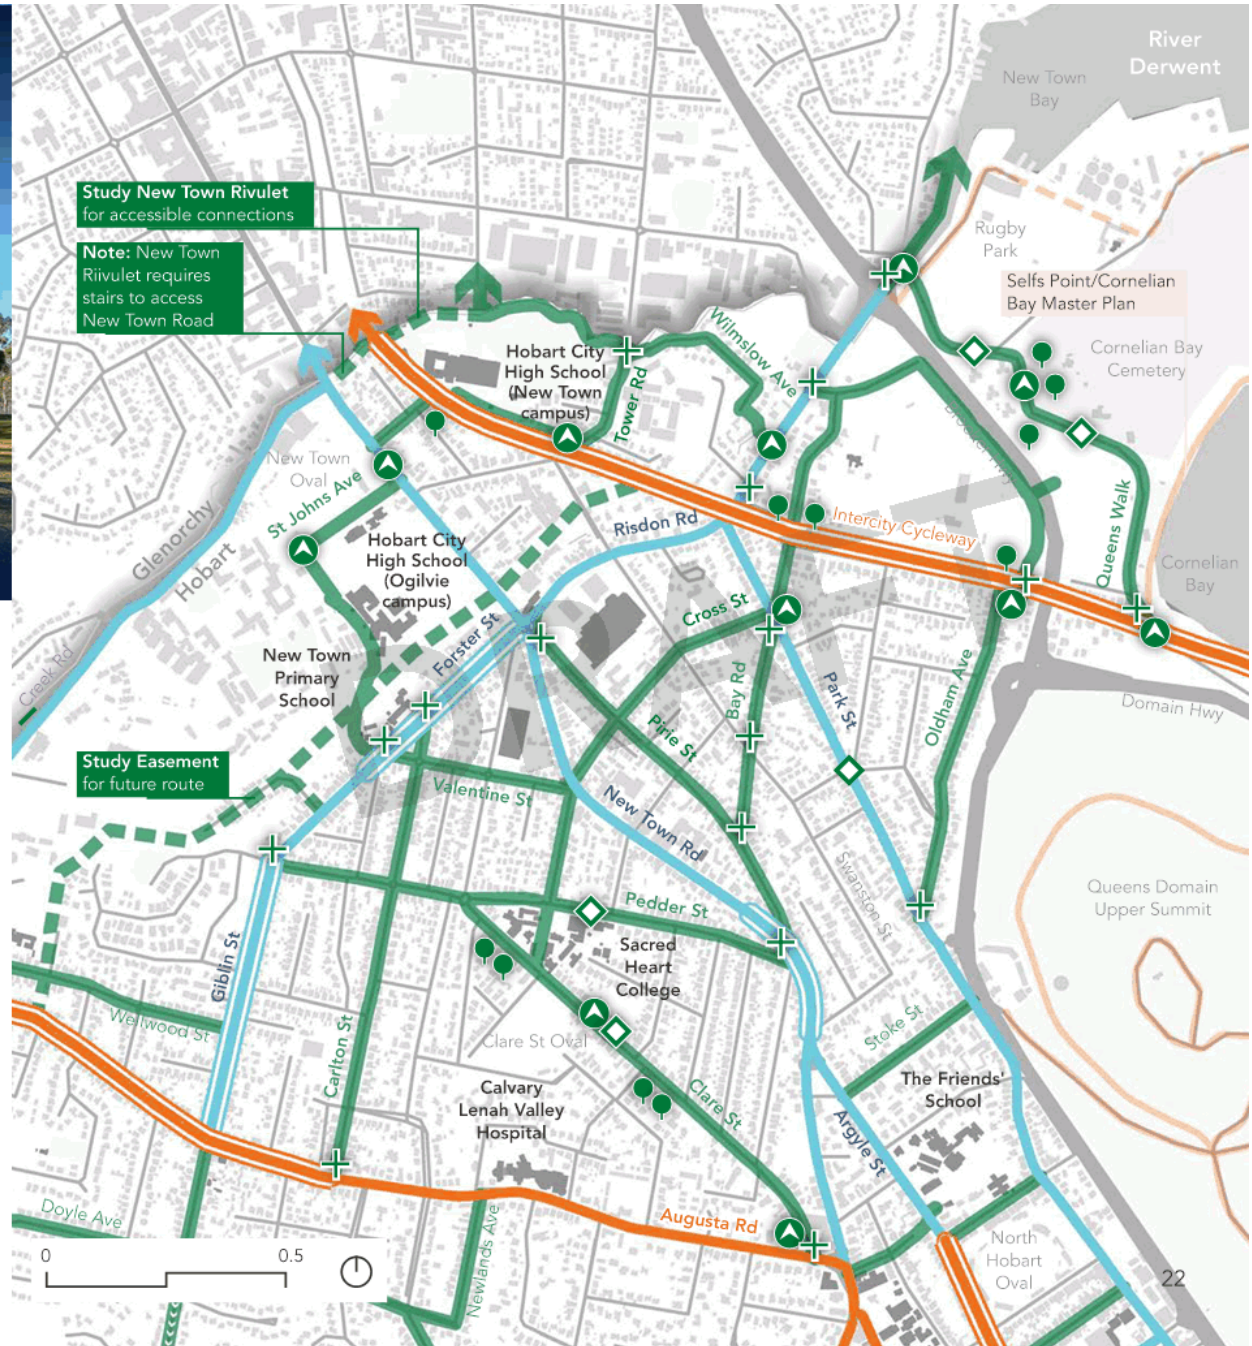 River
Derwent
New Town
Bay
Study New Town Rivulet
for accessible connections
Rugby
Park
Note: New Town
Riivulet requires
stairs to access
New Town Road
Selfs Point/Cornelian
Bay Master Plan
Wilmslow Ave
Hobart City
High School
(New Town
campus)
Tower Rd
Cornelian Bay
Cemetery
New Town
Oval
St Johns Ave
Risdon Rd
Intercity Cycleway
Queens Walk
Glenorchy
Hobart
Hobart City
High School
(Ogilvie
campus)
Cornelian
Bay
Cross St
Forster St
New Town
Primary
School
Creek Rd
Bay Rd
Park St
Oldham Ave
Domain Hwy
Pirie St
Study Easement
for future route
Valentine St
New Town Rd
Swanston St
Queens Domain
Upper Summit
Pedder St
Giblin St
Sacred
Heart
College
Wellwood St
Clare St Oval
Stoke St
Carlton St
Calvary
Lenah Valley
Hospital
Clare St
The Friends'
School
Argyle St
Doyle Ave
Augusta Rd
Newlands Ave
North
Hobart
Oval
0
0.5
22